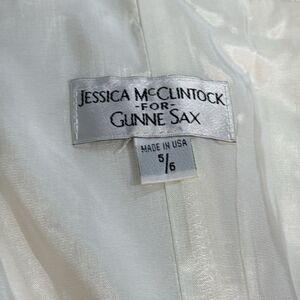 JESSICA McCLINTOCK
-FOR-
GUNNE SAX
MADE IN USA
5/6